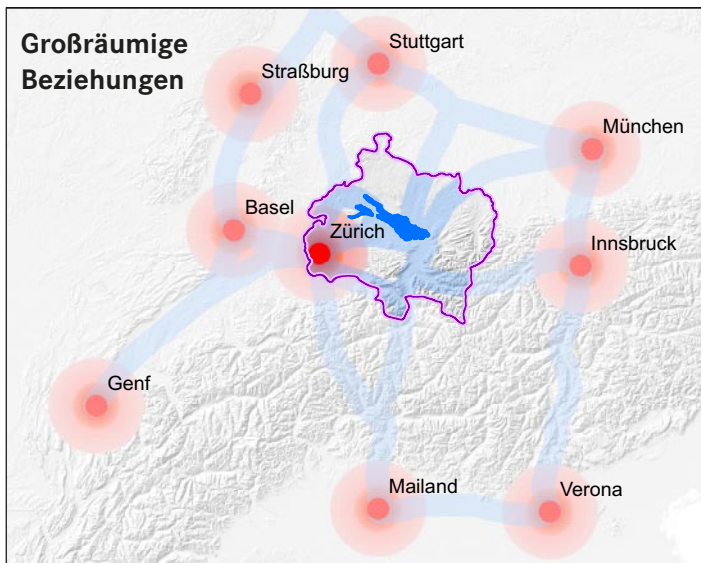 Großräumige
Beziehungen
Stuttgart
Straßburg
München
Basel
Zürich
Innsbruck
Genf
Mailand
Verona